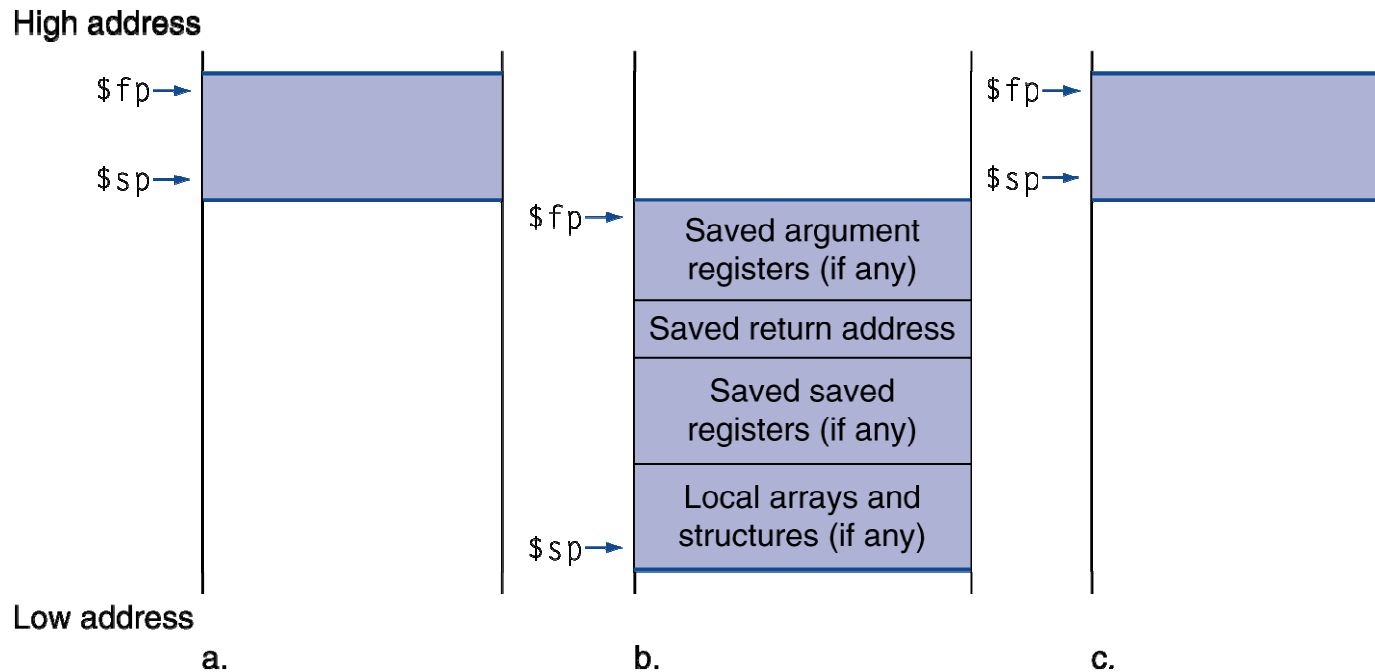 High address
$fp
$sp
$fp
Saved argument
registers (if any)
Saved return address
Saved saved
registers (if any)
Local arrays and
structures (if any)
$sp
$fp
$sp
Low address
a.
b.
c.